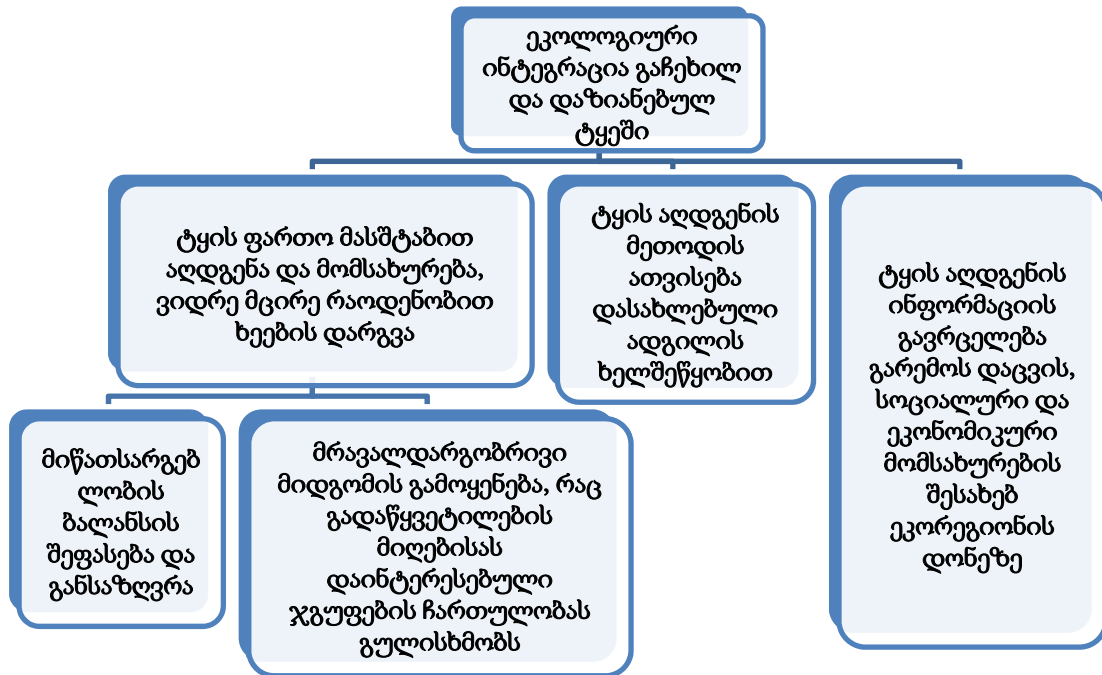 ეკოლოგიური
ინტეგრაცია გაჩეხილ
და დაზიანებულ
ტყეში
ტყის ფართო მასშტაბით
აღდგენა და მომსახურება,
ვიდრე მცირე რაოდენობით
ხეების დარგვა
ტყის აღდგენის
მეთოდის
ათვისება
დასახლებული
ადგილის
ხელშეწყობით
ტყის აღდგენის
ინფორმაციის
გავრცელება
გარემოს დაცვის,
სოციალური და
ეკონომიკური
მომსახურების
შესახებ
ეკორეგიონის
დონეზე
მიწათსარგებ
ლობის
ბალანსის
შეფასება და
განსაზღვრა
მრავალდარგობრივი
მიდგომის გამოყენება, რაც
გადაწყვეტილების
მიღებისას
დაინტერესებული
ჯგუფების ჩართულობას
გულისხმობს